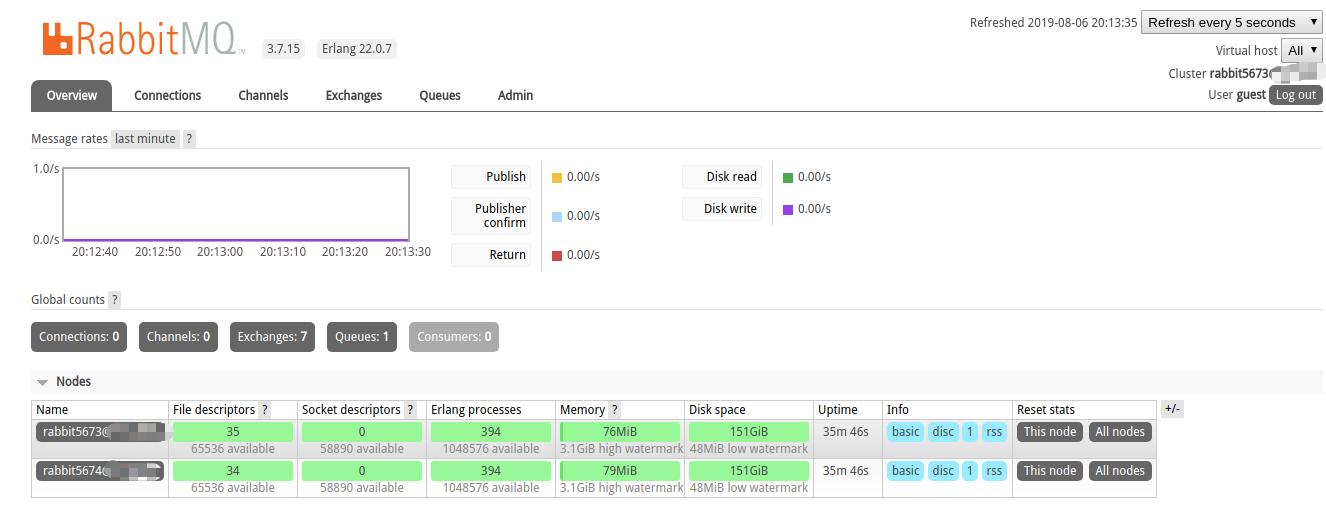 RabbitMQ TM 3.7.15 Erlang 22.0.7
Refreshed 2019-08-06 20:13:35 Refresh every 5 seconds
Virtual host All
Cluster rabbit5673
User guest Log out
Overview Connections Channels Exchanges Queues Admin
Message rates last minute ?
1.0/s
0.0/s
20:12:40 20:12:50 20:13:00 20:13:10 20:13:20 20:13:30
Publish 0.00/s
Publisher confirm 0.00/s
Return 0.00/s
Disk read 0.00/s
Disk write 0.00/s
Global counts ?
Connections: 0 Channels: 0 Exchanges: 7 Queues: 1 Consumers: 0
Nodes
Name File descriptors ? Socket descriptors ? Erlang processes Memory ? Disk space Uptime Info Reset stats +/-
rabbit5673@ 35 0 394 76MiB 151GiB 35m 46s basic disc 1 rss This node All nodes
65536 available 58890 available 1048576 available 3.1GiB high watermark 48MiB low watermark
rabbit5674@ 34 0 394 79MiB 151GiB 35m 46s basic disc 1 rss This node All nodes
65536 available 58890 available 1048576 available 3.1GiB high watermark 48MiB low watermark